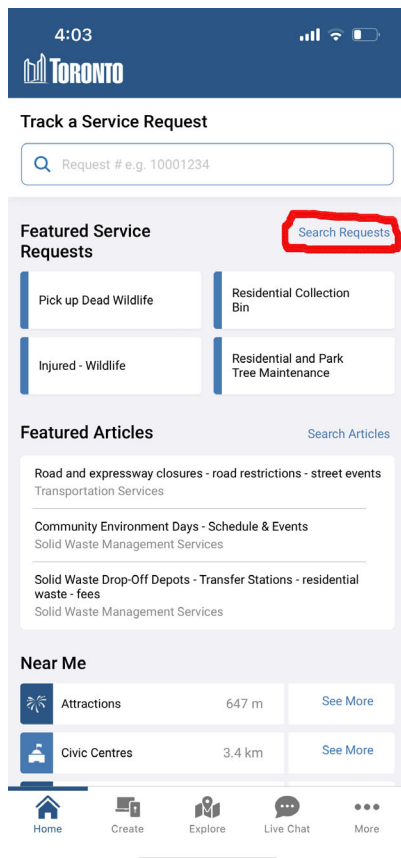 4:03
TORONTO
Track a Service Request
Request # e.g. 10001234
Featured Service
Requests
Search Requests
Pick up Dead Wildlife
Residential Collection
Bin
Injured - Wildlife
Residential and Park
Tree Maintenance
Featured Articles
Search Articles
Road and expressway closures - road restrictions - street events
Transportation Services
Community Environment Days - Schedule & Events
Solid Waste Management Services
Solid Waste Drop-Off Depots - Transfer Stations - residential
waste - fees
Solid Waste Management Services
Near Me
Attractions
647 m
See More
Civic Centres
3.4 km
See More
Home
Create
Explore
Live Chat
More